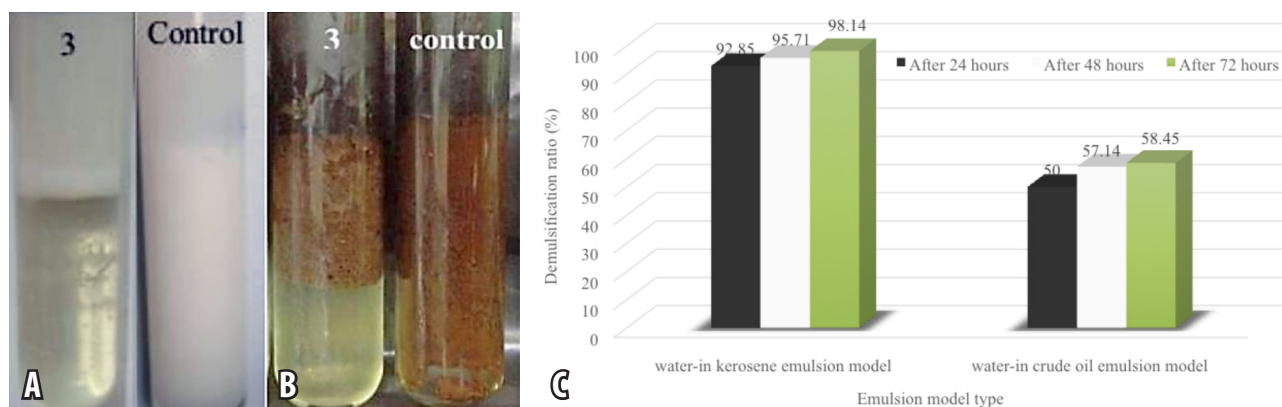 3
Control
A
3
control
B
C
Demulsification ratio (%)
100
90
80
70
60
50
40
30
20
10
0
92.85
95.71
98.14
50
57.14
58.45
After 24 hours
After 48 hours
After 72 hours
water-in kerosene emulsion model
water-in crude oil emulsion model
Emulsion model type